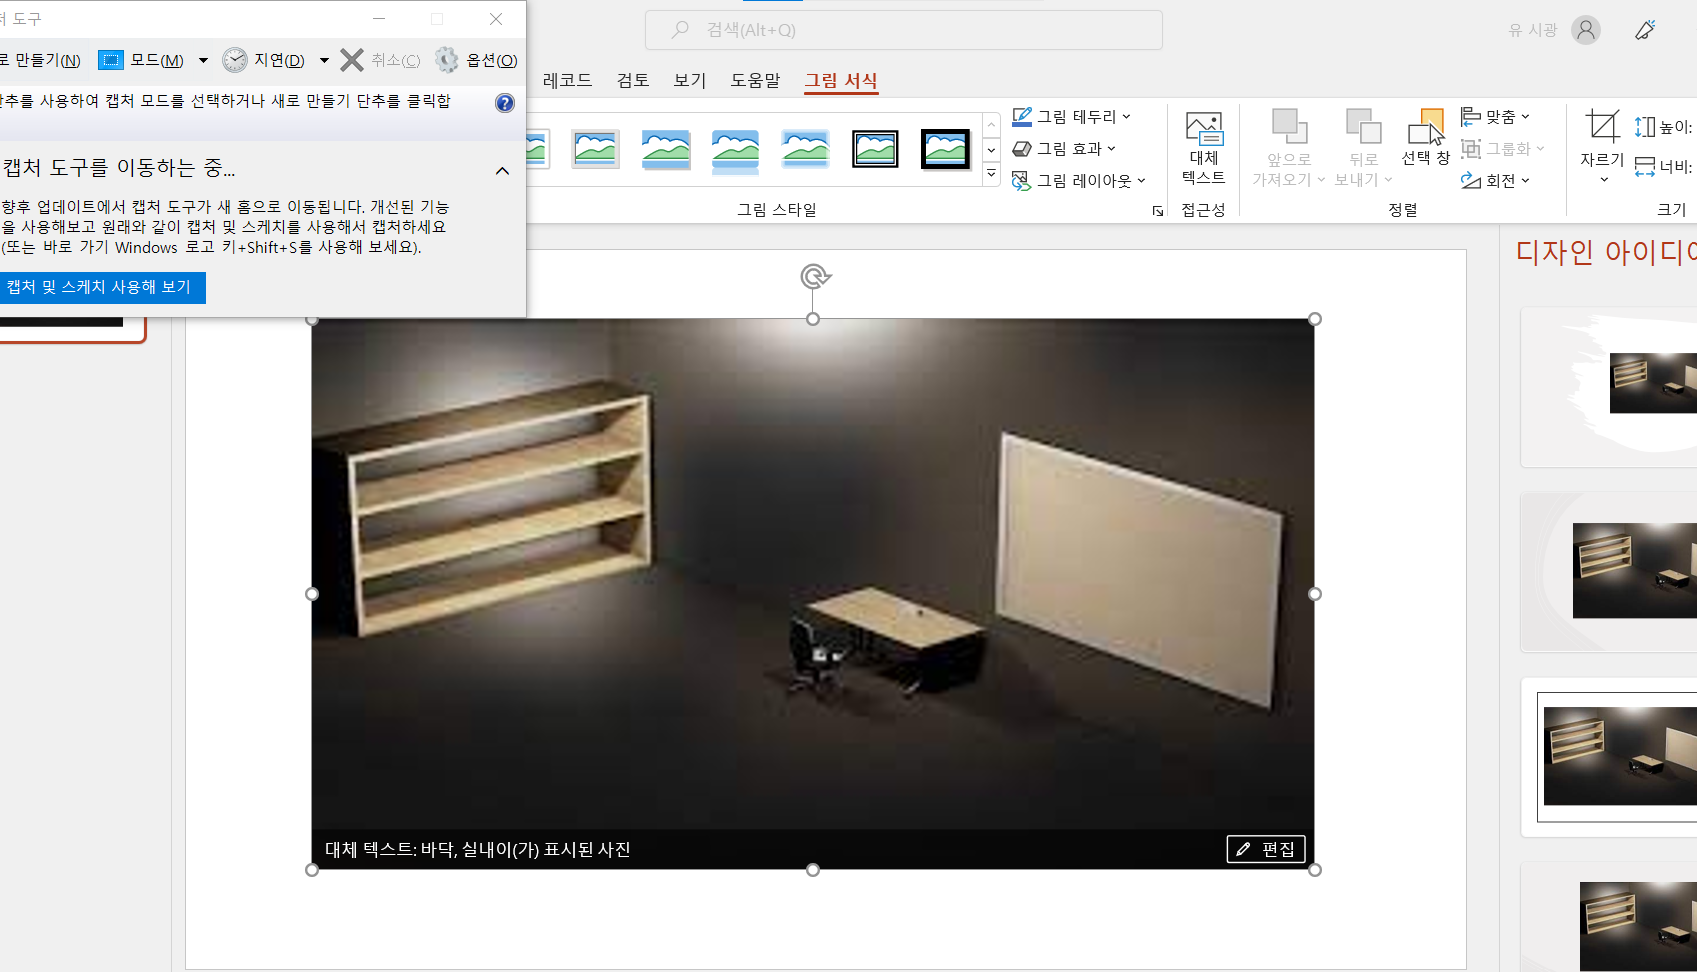 처 도구
로 만들기(N) 모드(M) 지연(D) 취소(C) 옵션(O)
단추를 사용하여 캡처 모드를 선택하거나 새로 만들기 단추를 클릭합
캡처 도구를 이동하는 중...
향후 업데이트에서 캡처 도구가 새 홈으로 이동됩니다. 개선된 기능
을 사용해보고 원래와 같이 캡처 및 스케치를 사용해서 캡처하세요
(또는 바로 가기 Windows 로고 키+Shift+S를 사용해 보세요).
캡처 및 스케치 사용해 보기
검색(Alt+Q)
유 시광
레코드 검토 보기 도움말 그림 서식
그림 테두리
그림 효과
그림 레이아웃
그림 스타일
대체
텍스트
접근성
앞으로
가져오기
뒤로
보내기
선택 창
맞춤
그룹화
회전
정렬
자르기
높이:
너비:
크기
디자인 아이디어
대체 텍스트: 바닥, 실내이(가) 표시된 사진
편집